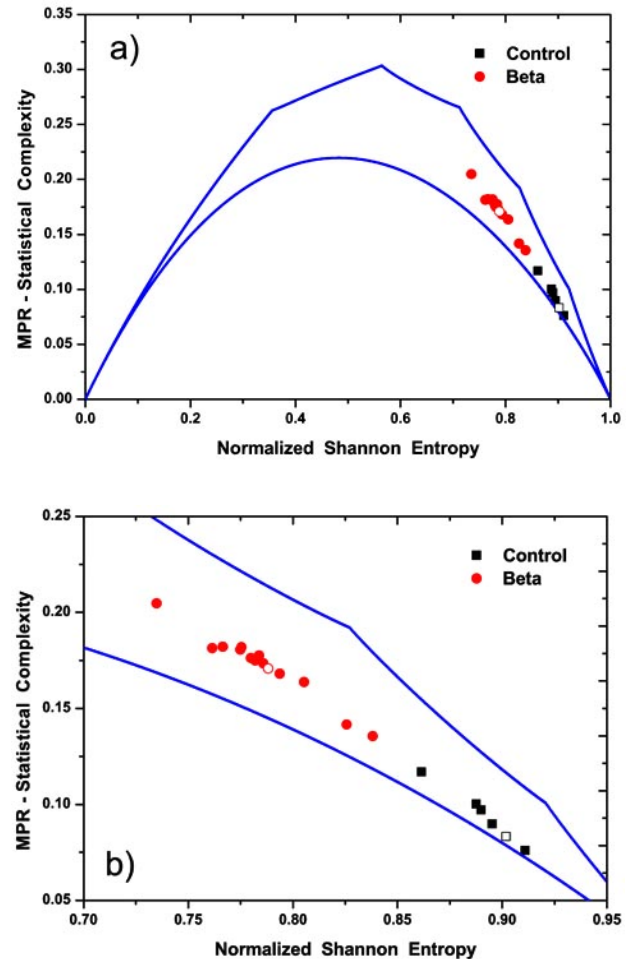 0.35
a)
Control
Beta
0.30
0.25
0.20
0.15
0.10
0.05
0.00
MPR - Statistical Complexity
0.0 0.2 0.4 0.6 0.8 1.0
Normalized Shannon Entropy
0.25
Control
Beta
0.20
0.15
0.10
b)
0.05
MPR - Statistical Complexity
0.70 0.75 0.80 0.85 0.90 0.95
Normalized Shannon Entropy